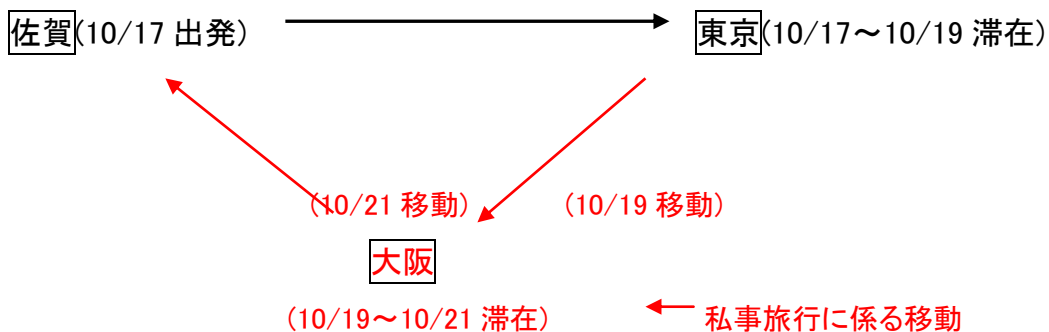 佐賀(10/17 出発)
東京(10/17～10/19 滞在)
(10/21 移動)
(10/19 移動)
大阪
(10/19～10/21 滞在)
私事旅行に係る移動